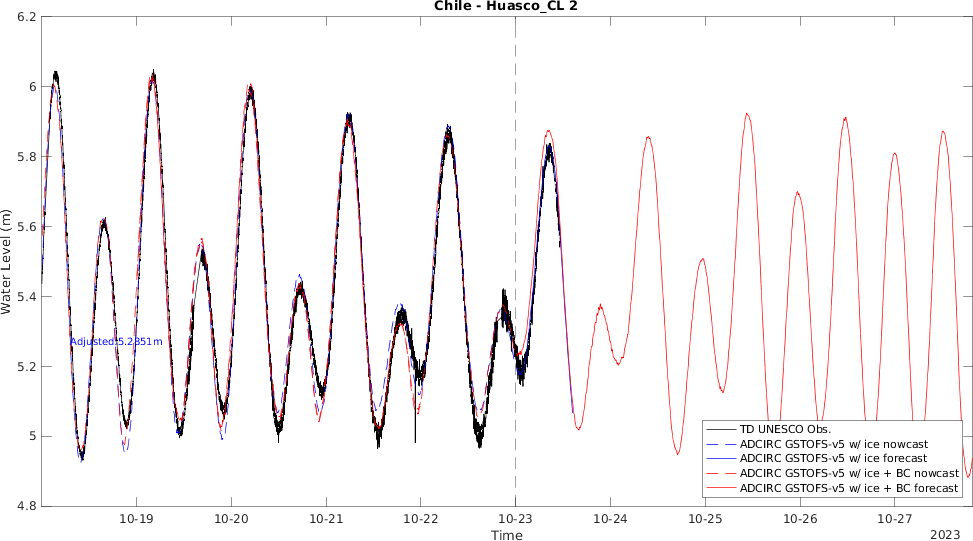 Chile - Huasco_CL 2
Water Level (m)
6.2
6
5.8
5.6
5.4
5.2
5
4.8
Adjusted:5.2851m
TD UNESCO Obs.
ADCIRC GSTOFS-v5 w/ ice nowcast
ADCIRC GSTOFS-v5 w/ ice forecast
ADCIRC GSTOFS-v5 w/ ice + BC nowcast
ADCIRC GSTOFS-v5 w/ ice + BC forecast
10-19 10-20 10-21 10-22 10-23 10-24 10-25 10-26 10-27
Time
2023